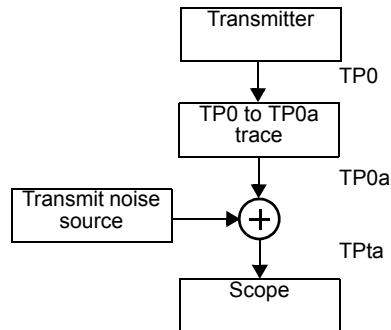 Transmitter
TP0
TP0 to TP0a
trace
TP0a
Transmit noise
source
+
TPta
Scope